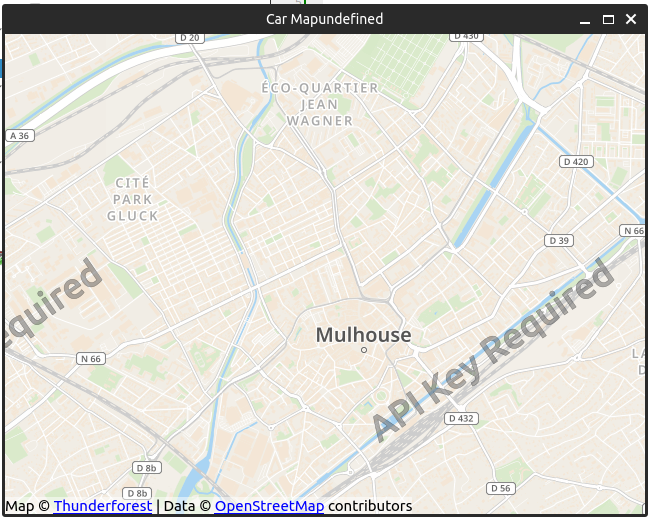 Car Mapundefined
D 20
D 430
ÉCO-QUARTIER
JEAN
WAGNER
A 36
D 420
CITÉ
PARK
GLUCK
N 66
D 39
equired
API Key Required
Mulhouse
N 66
D 432
D 8b
D 56
D 8b
Map © Thunderforest | Data © OpenStreetMap contributors